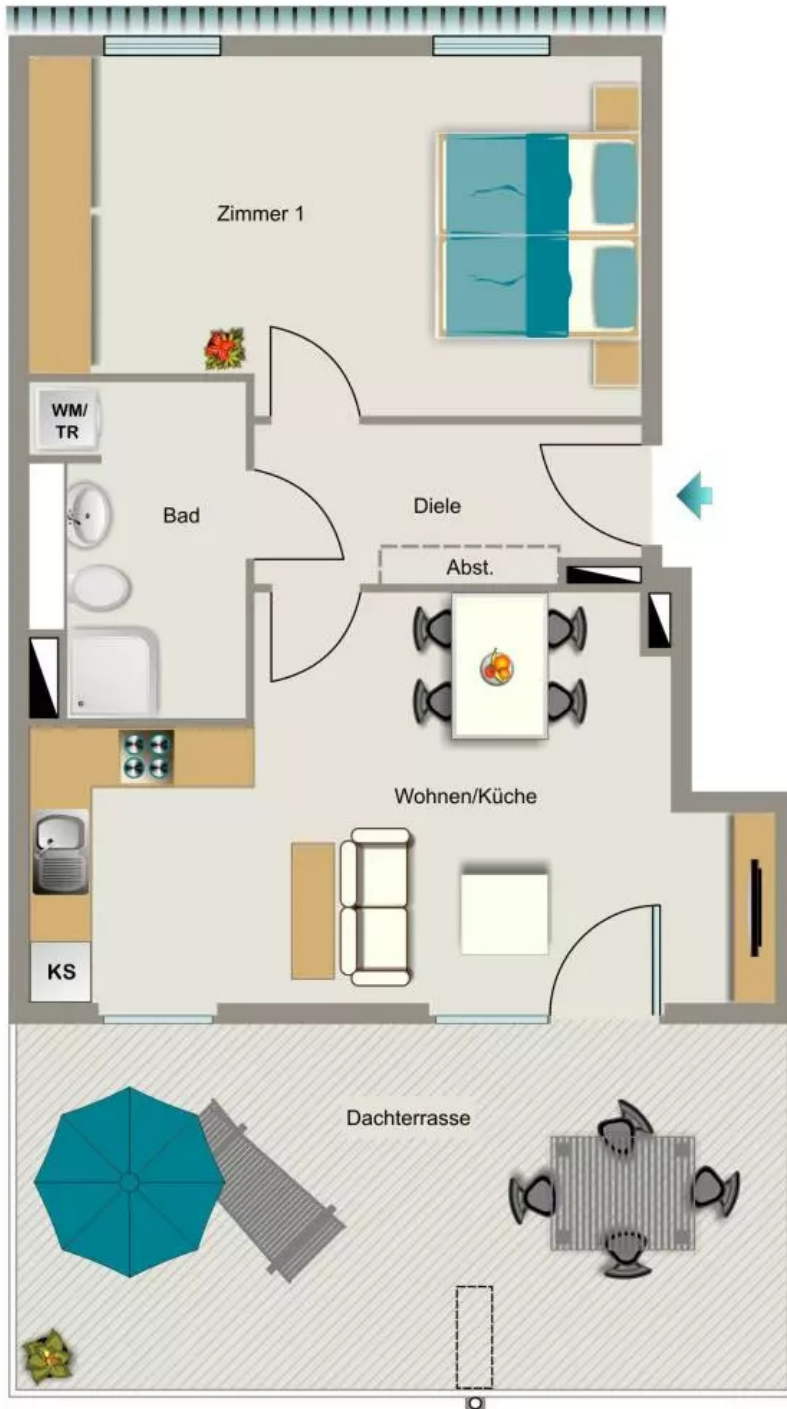 Zimmer 1
WM/
TR
Bad
Diele
Abst.
Wohnen/Küche
KS
Dachterrasse